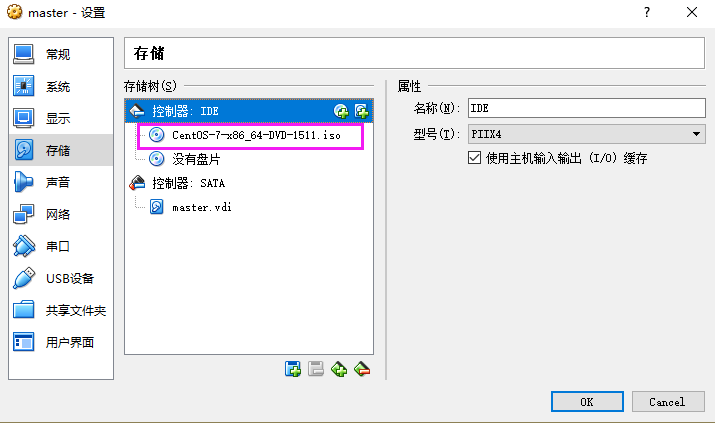 master - 设置
?
常规
系统
显示
存储
声音
网络
串口
USB设备
共享文件夹
用户界面
存储
存储树(S)
控制器: IDE
CentOS-7-x86_64-DVD-1511.iso
没有盘片
控制器: SATA
master.vdi
属性
名称(N): IDE
型号(T): PIIX4
使用主机输入输出 (I/O) 缓存
OK
Cancel